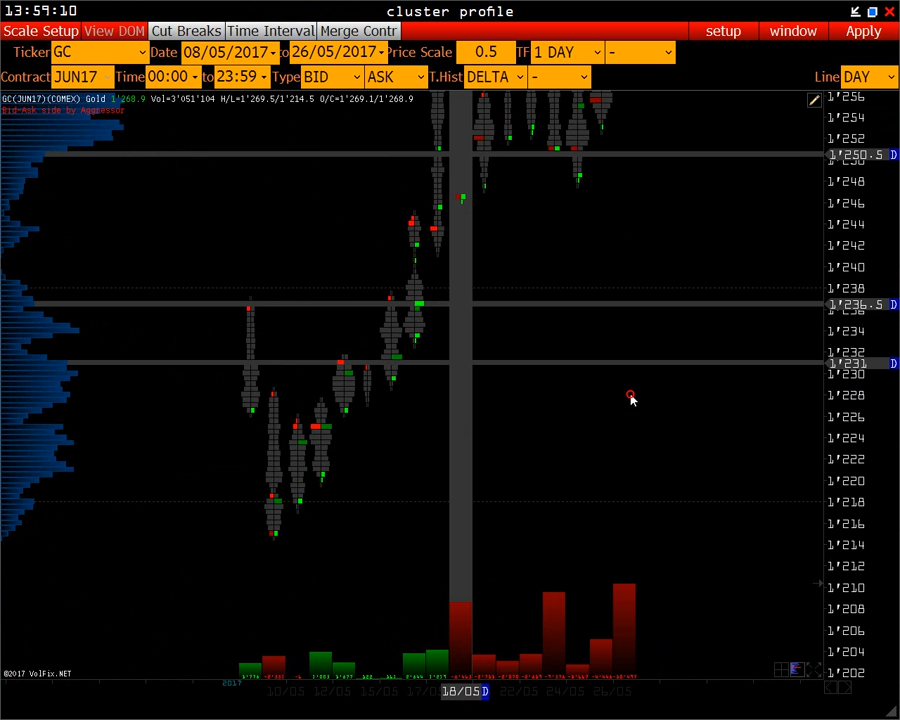 13:59:10 cluster profile
Scale Setup View DOM Cut Breaks Time Interval Merge Contr setup window Apply
Ticker GC Date 08/05/2017 to 26/05/2017 Price Scale 0.5 TF 1 DAY -
Contract JUN17 Time 00:00 to 23:59 Type BID ASK T.Hist DELTA - Line DAY
GC(JUN17)(COMEX) Gold 1'268.9 Vol=3'051'104 H/L=1'269.5/1'214.5 O/C=1'269.1/1'268.9
Bid-Ask side by Aggressor
1'256
1'254
1'252
1'250.5 D
1'250
1'248
1'246
1'244
1'242
1'240
1'238
1'236.5 D
1'236
1'234
1'232
1'231 D
1'230
1'228
1'226
1'224
1'222
1'220
1'218
1'216
1'214
1'212
1'210
1'208
1'206
1'204
1'202
©2017 VolFix.NET
2017 10/05 12/05 15/05 17/0 18/05 D 22/05 24/05 26/05